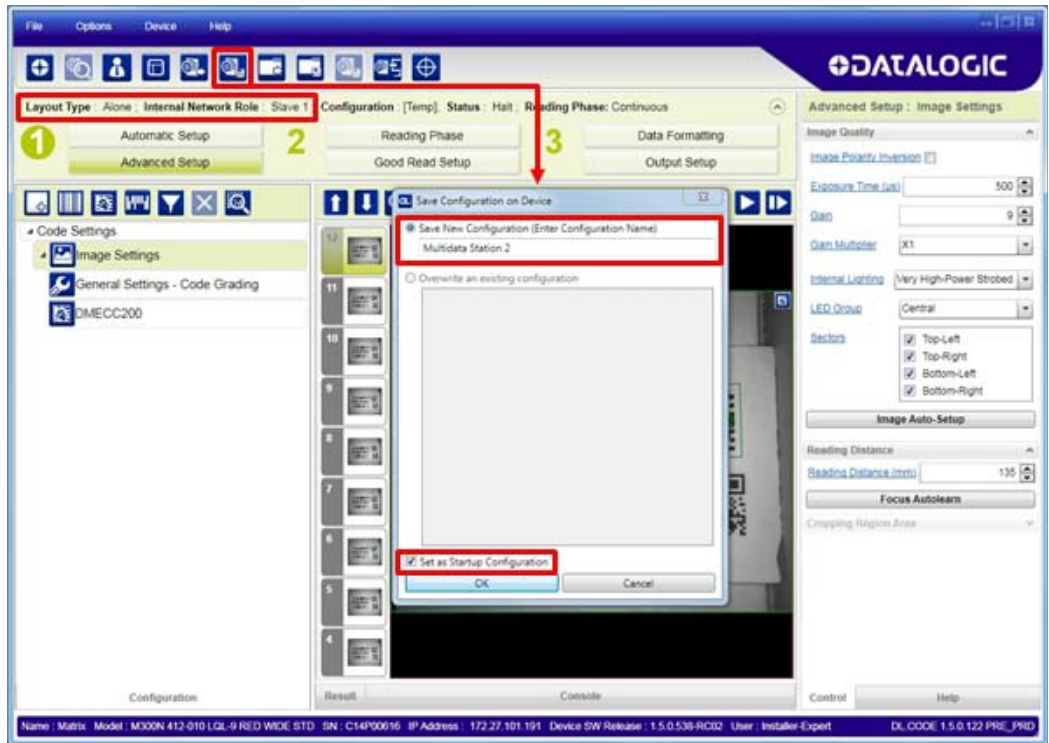 File Options Device Help
DATALOGIC
Layout Type : Alone : Internal Network Role : Slave 1 : Configuration : [Temp]; Status : Halt ; Reading Phase: Continuous
1 Automatic Setup
Advanced Setup
2 Reading Phase
Good Read Setup
3 Data Formatting
Output Setup
Code Settings
Image Settings
General Settings - Code Grading
DMECC200
Configuration
12
11
10
9
8
7
6
5
4
Save Configuration on Device
Save New Configuration (Enter Configuration Name)
Multidata Station 2
Overwrite an existing configuration
Set as Startup Configuration
OK Cancel
Result Console
Advanced Setup : Image Settings
Image Quality
Image Polarity Inversion
Exposure Time (us) 500
Gain 9
Gain Multiplier X1
Internal Lighting Very High-Power Strobed
LED Group Central
Sectors Top-Left
Top-Right
Bottom-Left
Bottom-Right
Image Auto-Setup
Reading Distance
Reading Distance (mm) 135
Focus Autolearn
Cropping Region Area
Control Help
Name : Matrix Model : M300N 412-010 LQL-9 RED WIDE STD SN : C14P00616 IP Address : 172.27.101.191 Device SW Release : 1.5.0.538-RC02 User : Installer-Expert DL.CODE 1.5.0.122 PRE_PRD